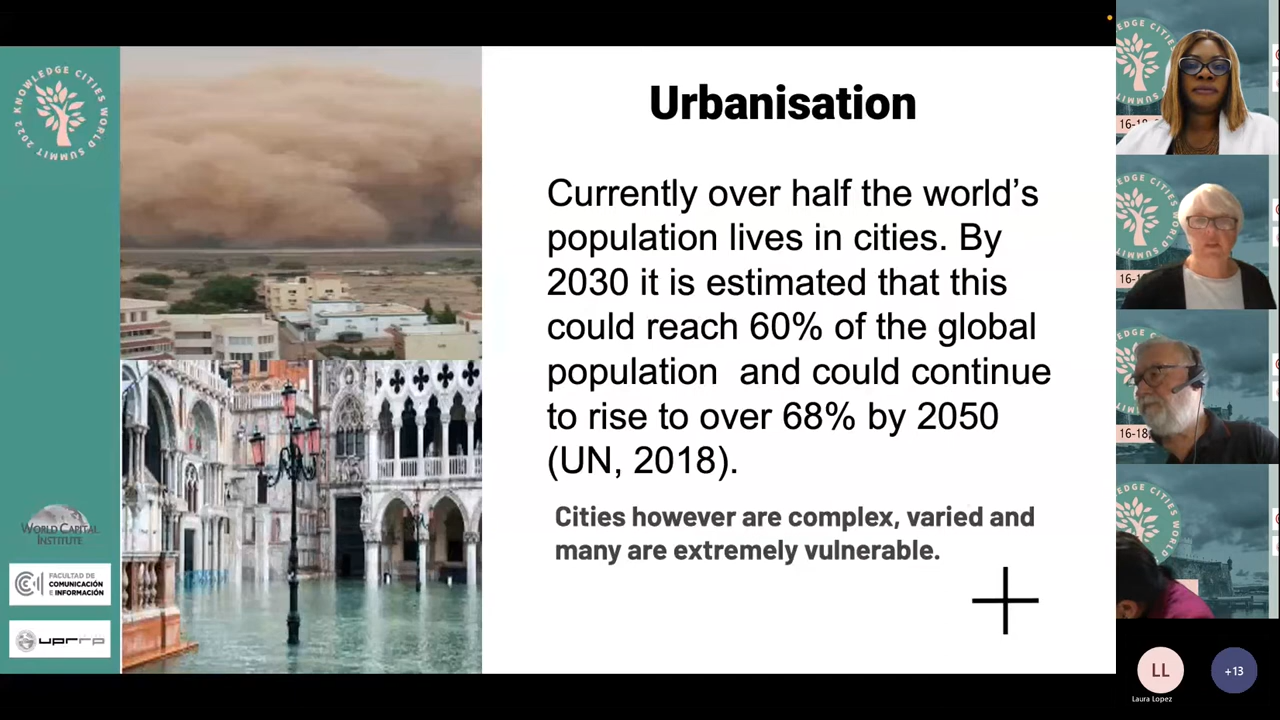 2024 KNOWLEDGE CITIES WORLD SUMMIT
WORLD CAPITAL
INSTITUTE
FACULTAD DE
COMUNICACIÓN
E INFORMACIÓN
uprrp
Urbanisation
Currently over half the world’s
population lives in cities. By
2030 it is estimated that this
could reach 60% of the global
population  and could continue
to rise to over 68% by 2050
(UN, 2018).
Cities however are complex, varied and
many are extremely vulnerable.
LL
Laura Lopez
+13